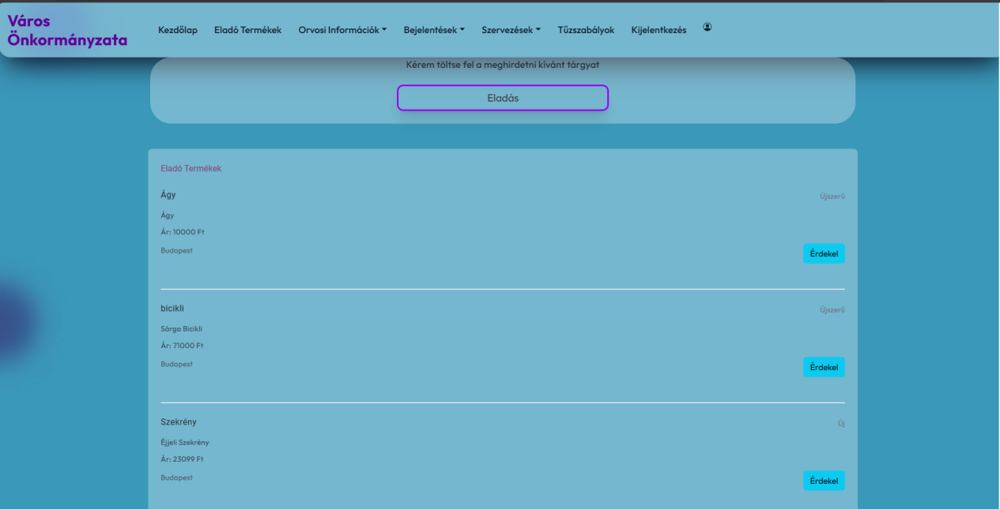 Város
Önkormányzata
Kezdőlap Eladó Termékek Orvosi Információk Bejelentések Szervezések Tűzszabályok Kijelentkezés
Kérem töltse fel a meghirdetni kívánt tárgyat
Eladás
Eladó Termékek
Ágy Újszerű
Ágy
Ár: 10000 Ft
Budapest
Érdekel
bicikli Újszerű
Sárga Bicikli
Ár: 71000 Ft
Budapest
Érdekel
Szekrény Új
Éjjeli Szekrény
Ár: 23099 Ft
Budapest
Érdekel